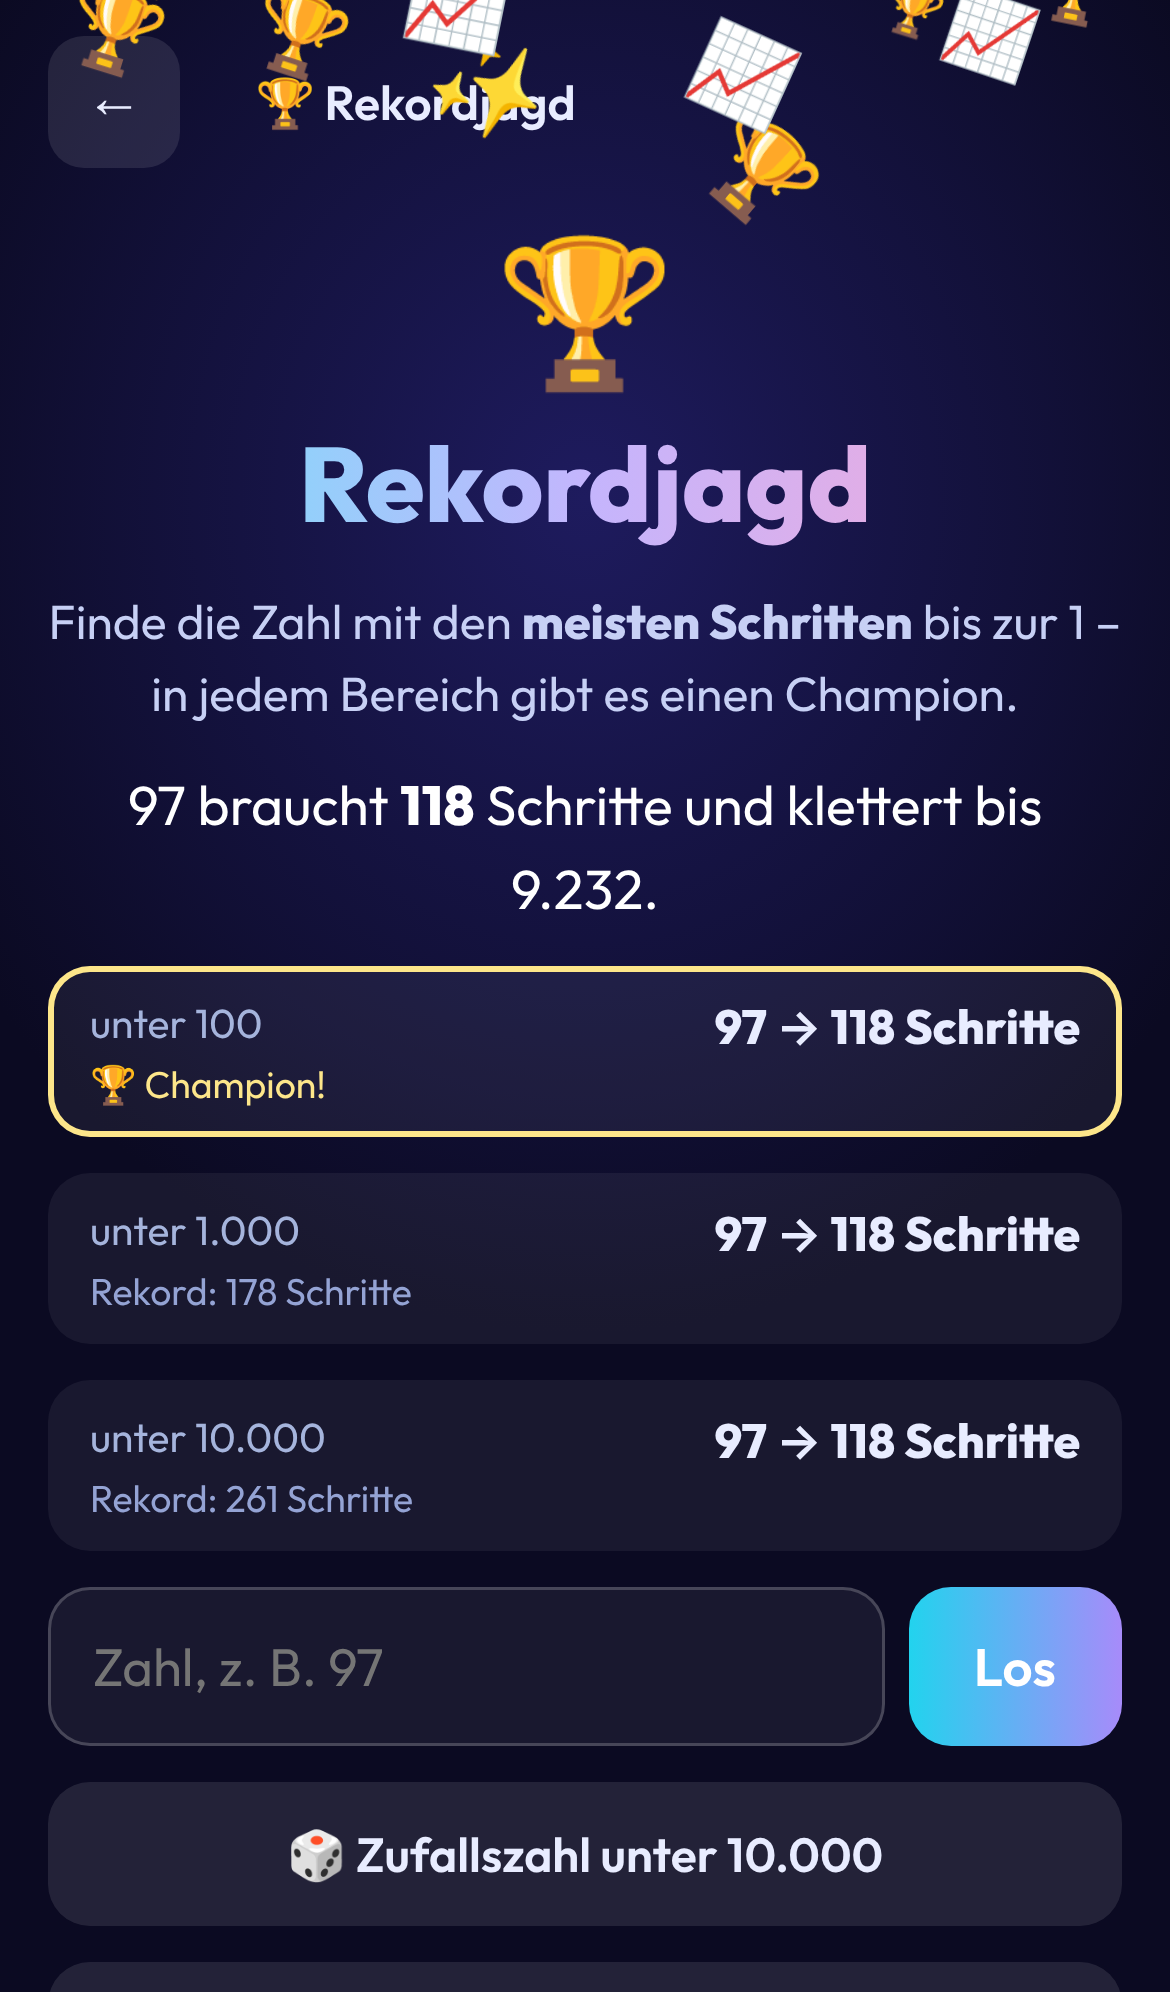 ← 🏆 Rekordjagd
Rekordjagd
Finde die Zahl mit den meisten Schritten bis zur 1 –
in jedem Bereich gibt es einen Champion.
97 braucht 118 Schritte und klettert bis
9.232.
unter 100
97 → 118 Schritte
🏆 Champion!
unter 1.000
97 → 118 Schritte
Rekord: 178 Schritte
unter 10.000
97 → 118 Schritte
Rekord: 261 Schritte
Zahl, z. B. 97
Los
🎲 Zufallszahl unter 10.000